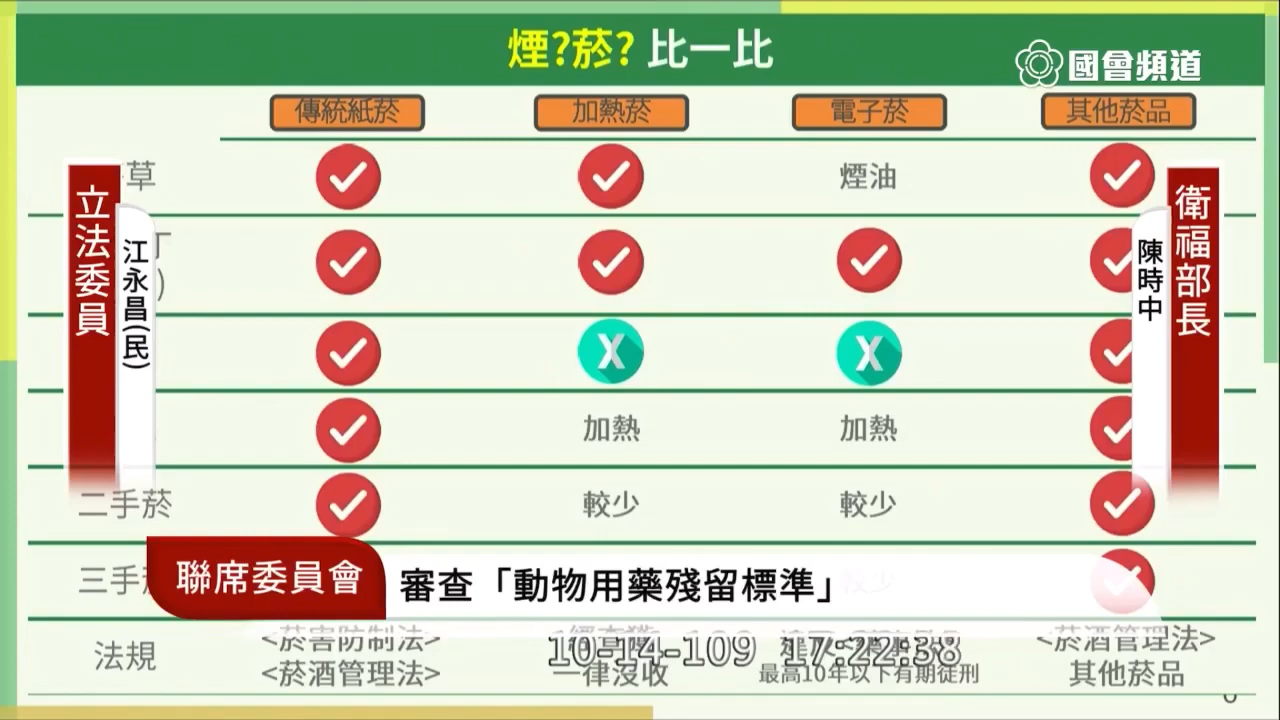 煙?菸? 比一比
國會頻道
傳統紙菸 加熱菸 電子菸 其他菸品
草 煙油
立法委員
江永昌(民)
衛福部長
陳時中
X X
加熱 加熱
二手菸 較少 較少
三手
聯席委員會
審查「動物用藥殘留標準」
法規 <菸害防制法> <菸酒管理法>
10-14-109 17:22:38
<菸酒管理法> 一律沒收 最高10年以下有期徒刑 其他菸品
6